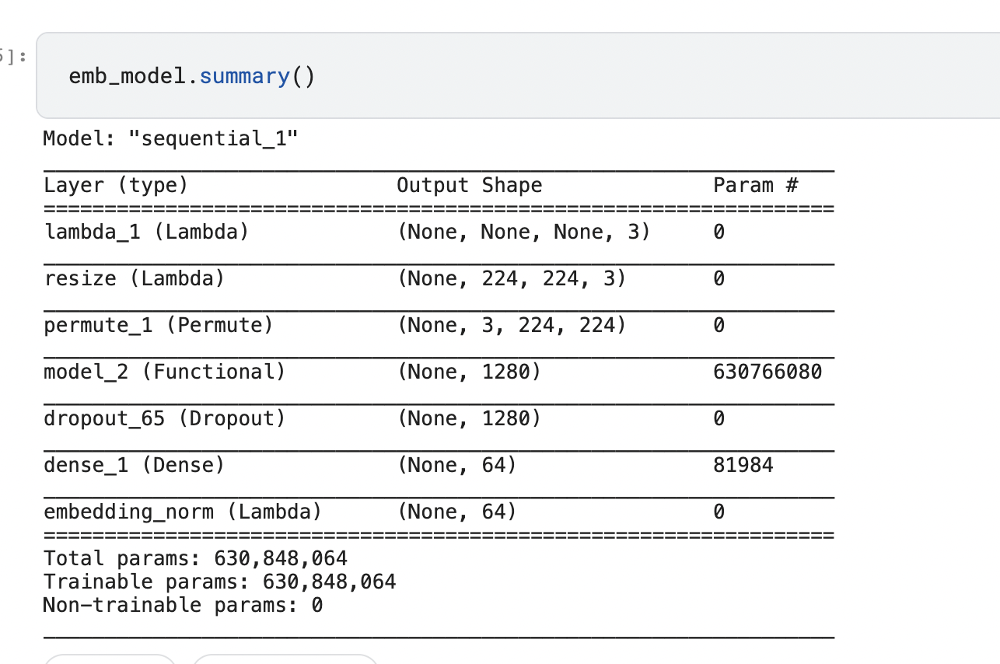 5]:
emb_model.summary()
Model: "sequential_1"
_________________________________________________________________
Layer (type)                 Output Shape              Param #
=================================================================
lambda_1 (Lambda)            (None, None, None, 3)     0
_________________________________________________________________
resize (Lambda)              (None, 224, 224, 3)       0
_________________________________________________________________
permute_1 (Permute)          (None, 3, 224, 224)       0
_________________________________________________________________
model_2 (Functional)         (None, 1280)              630766080
_________________________________________________________________
dropout_65 (Dropout)         (None, 1280)              0
_________________________________________________________________
dense_1 (Dense)              (None, 64)                81984
_________________________________________________________________
embedding_norm (Lambda)      (None, 64)                0
=================================================================
Total params: 630,848,064
Trainable params: 630,848,064
Non-trainable params: 0
_________________________________________________________________